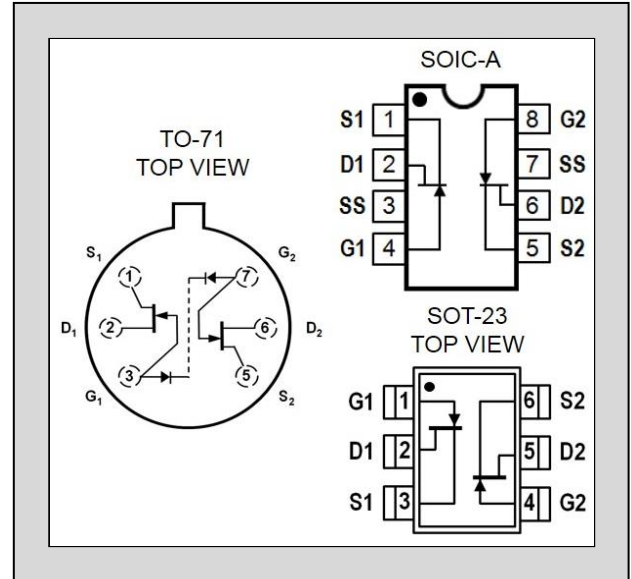 TO-71
TOP VIEW
S1
G2
1
7
D1
2
6
D2
3
5
G1
S2
SOIC-A
S1 1 8 G2
D1 2 7 SS
SS 3 6 D2
G1 4 5 S2
SOT-23
TOP VIEW
G1 1 6 S2
D1 2 5 D2
S1 3 4 G2